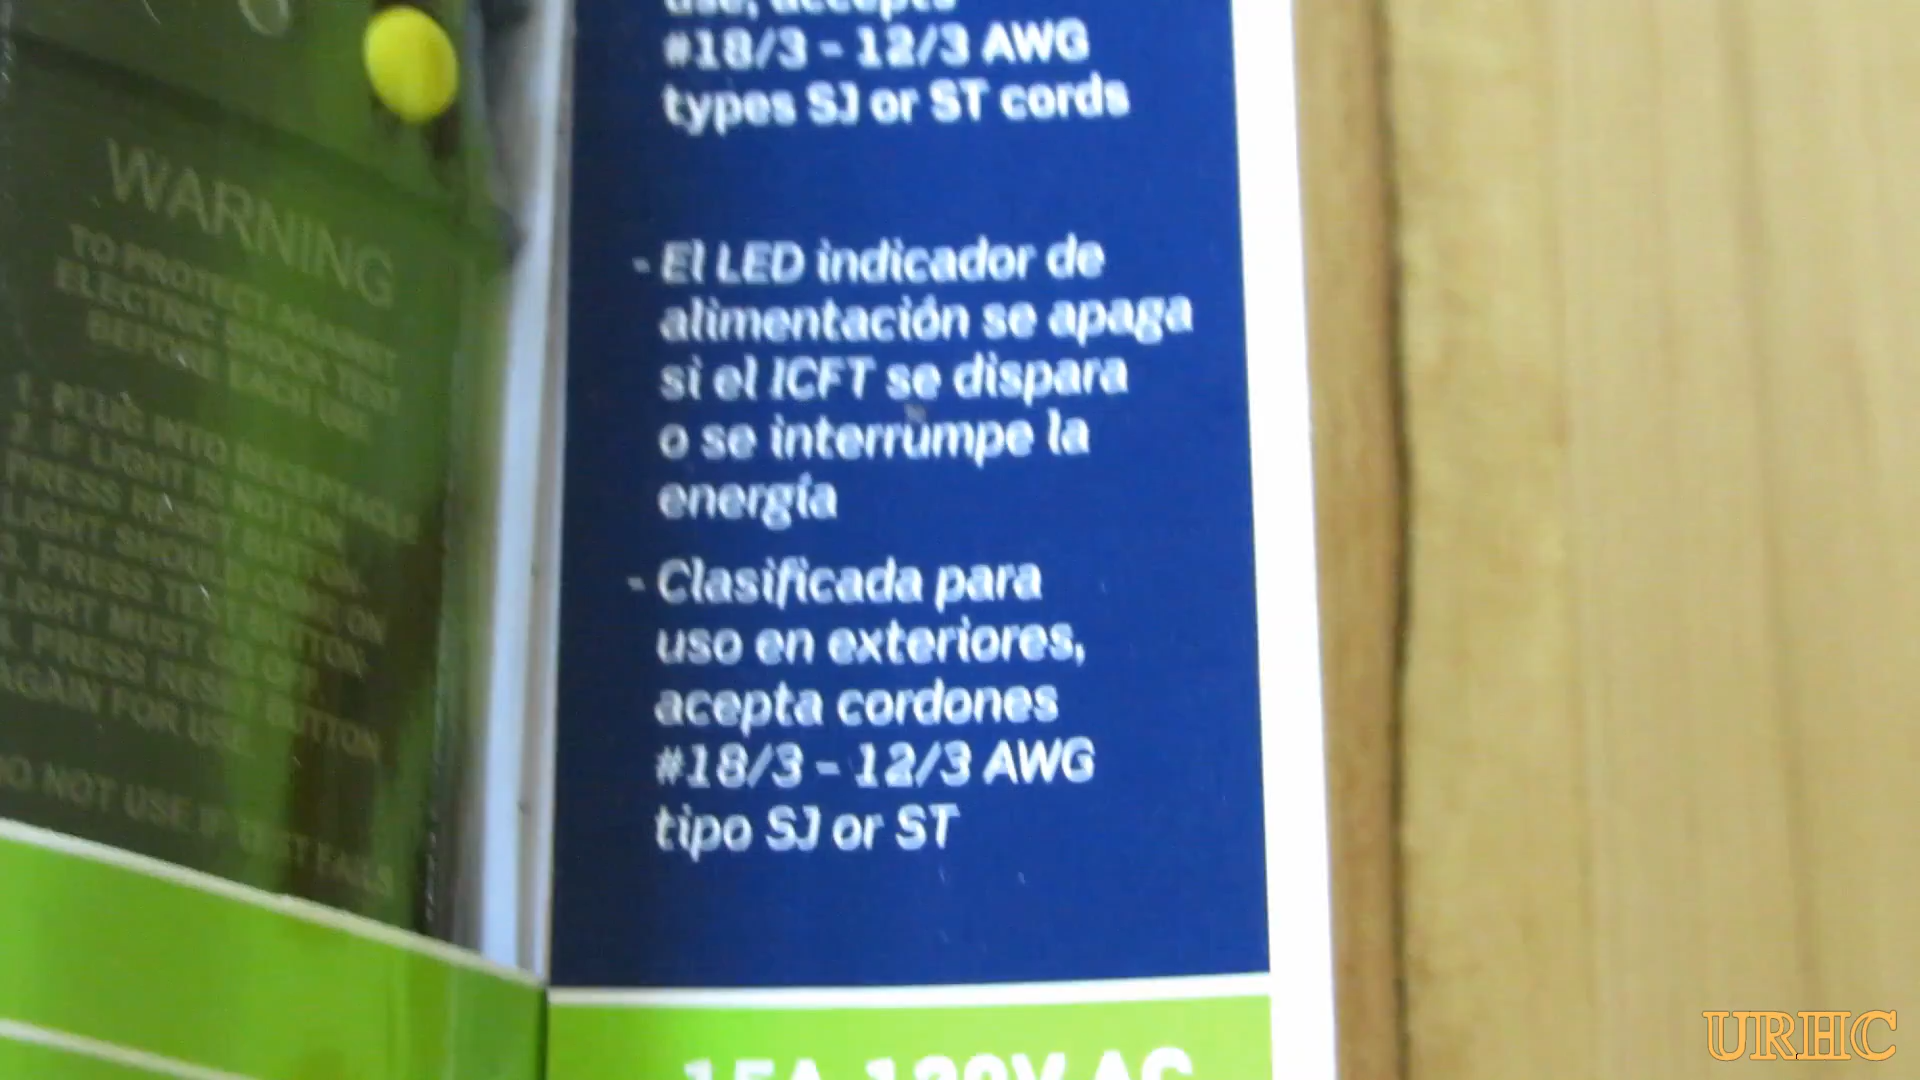 WARNING
TO PROTECT AGAINST
ELECTRIC SHOCK TEST
BEFORE EACH USE
1. PLUG INTO RECEPTACLE
2. IF LIGHT IS NOT ON
PRESS RESET BUTTON.
LIGHT SHOULD COME ON
3. PRESS TEST BUTTON.
LIGHT MUST GO OFF.
4. PRESS RESET BUTTON
AGAIN FOR USE.
DO NOT USE IF TEST FAILS
use, accepts
#18/3 - 12/3 AWG
types SJ or ST cords
- El LED indicador de
alimentación se apaga
si el ICFT se dispara
o se interrumpe la
energía
- Clasificada para
uso en exteriores,
acepta cordones
#18/3 - 12/3 AWG
tipo SJ or ST
15A 120V AC
URHC